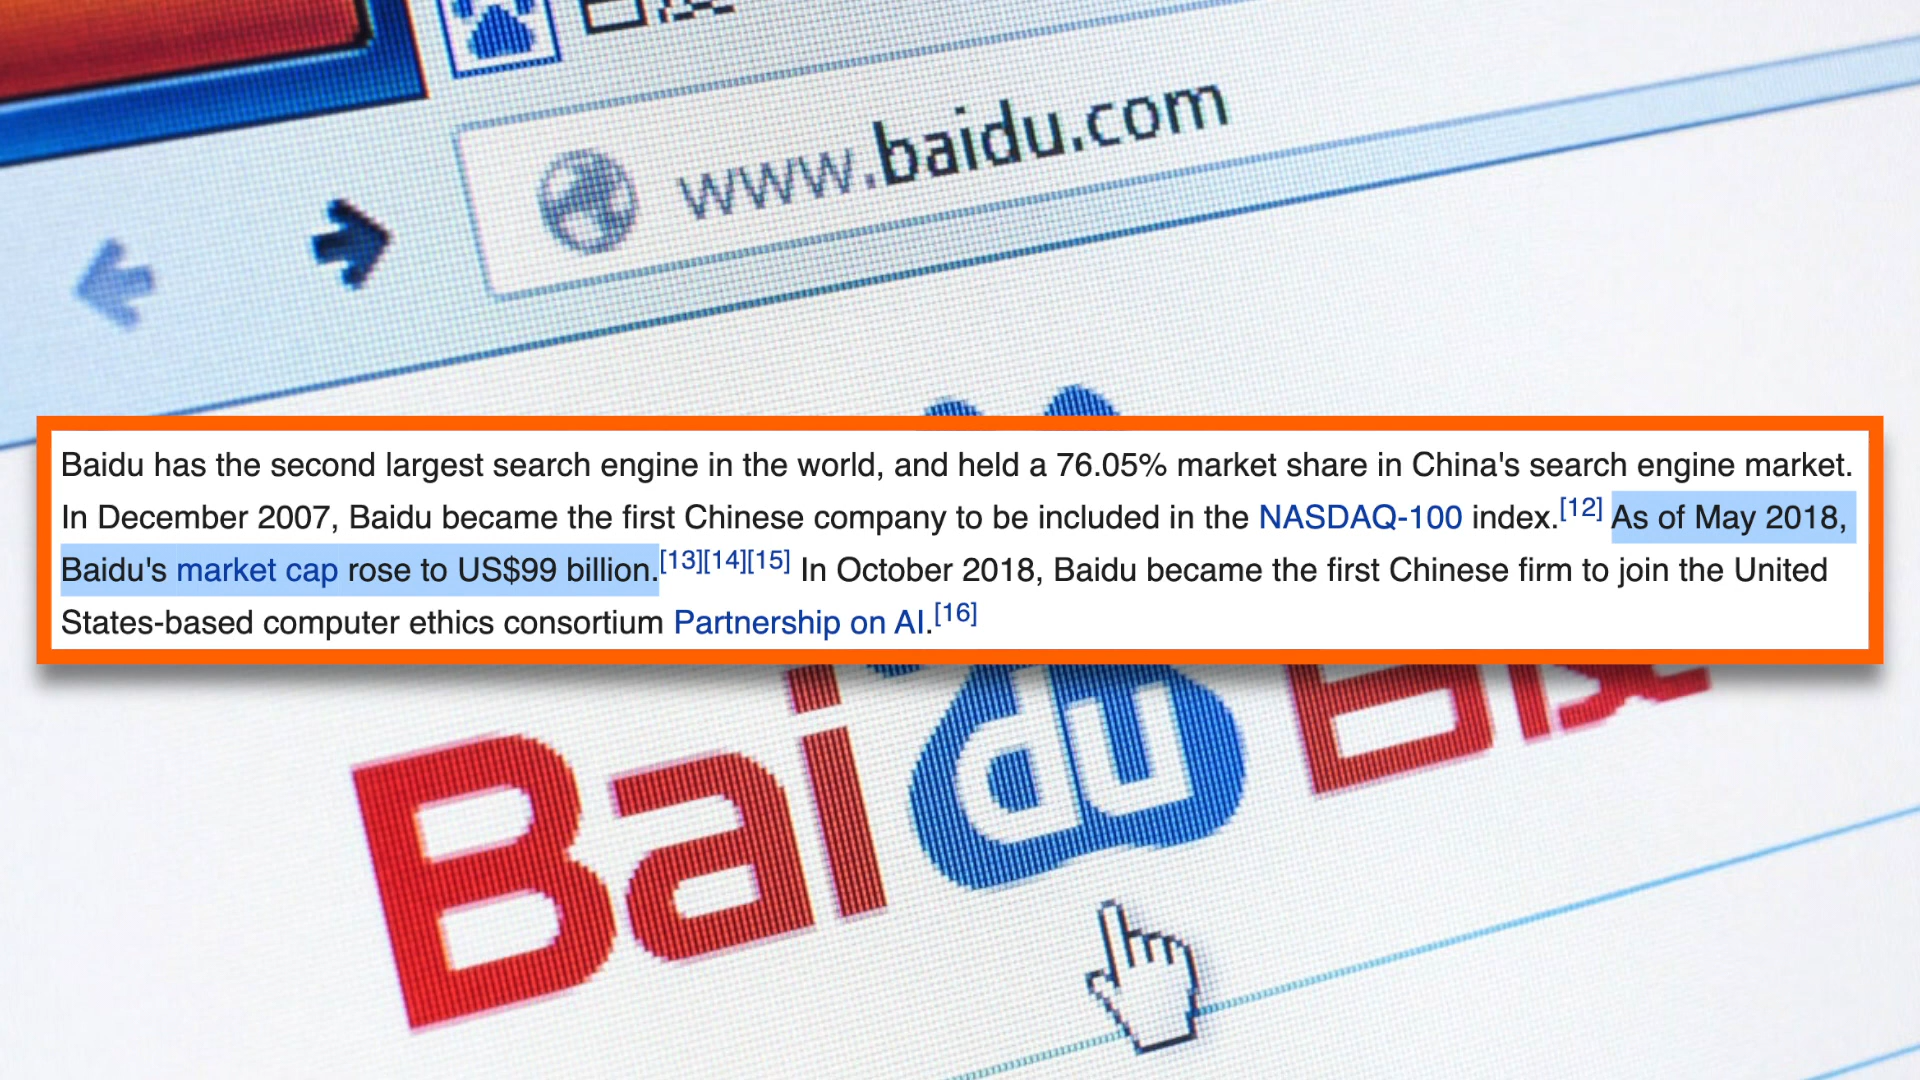 www.baidu.com
Baidu has the second largest search engine in the world, and held a 76.05% market share in China's search engine market.
In December 2007, Baidu became the first Chinese company to be included in the NASDAQ-100 index.[12] As of May 2018,
Baidu's market cap rose to US$99 billion.[13][14][15] In October 2018, Baidu became the first Chinese firm to join the United
States-based computer ethics consortium Partnership on AI.[16]
Bai du